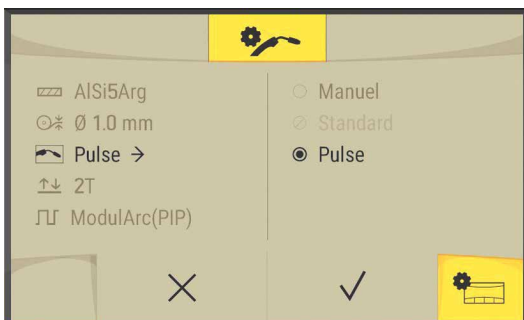 AlSi5Arg
Ø 1.0 mm
Pulse →
2T
ModulArc(PIP)
Manuel
Standard
Pulse